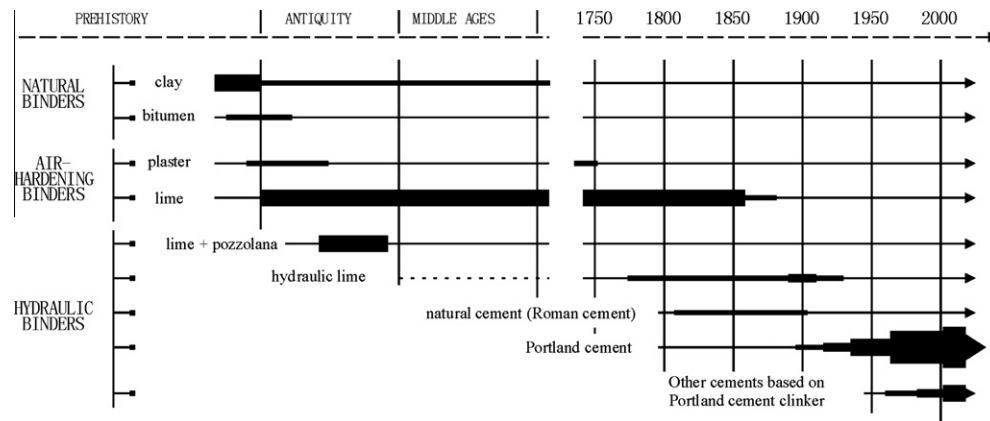 PREHISTORY ANTIQUITY MIDDLE AGES 1750 1800 1850 1900 1950 2000
NATURAL
BINDERS
clay
bitumen
AIR-
HARDENING
BINDERS
plaster
lime
HYDRAULIC
BINDERS
lime + pozzolana
hydraulic lime
natural cement (Roman cement)
Portland cement
Other cements based on
Portland cement clinker